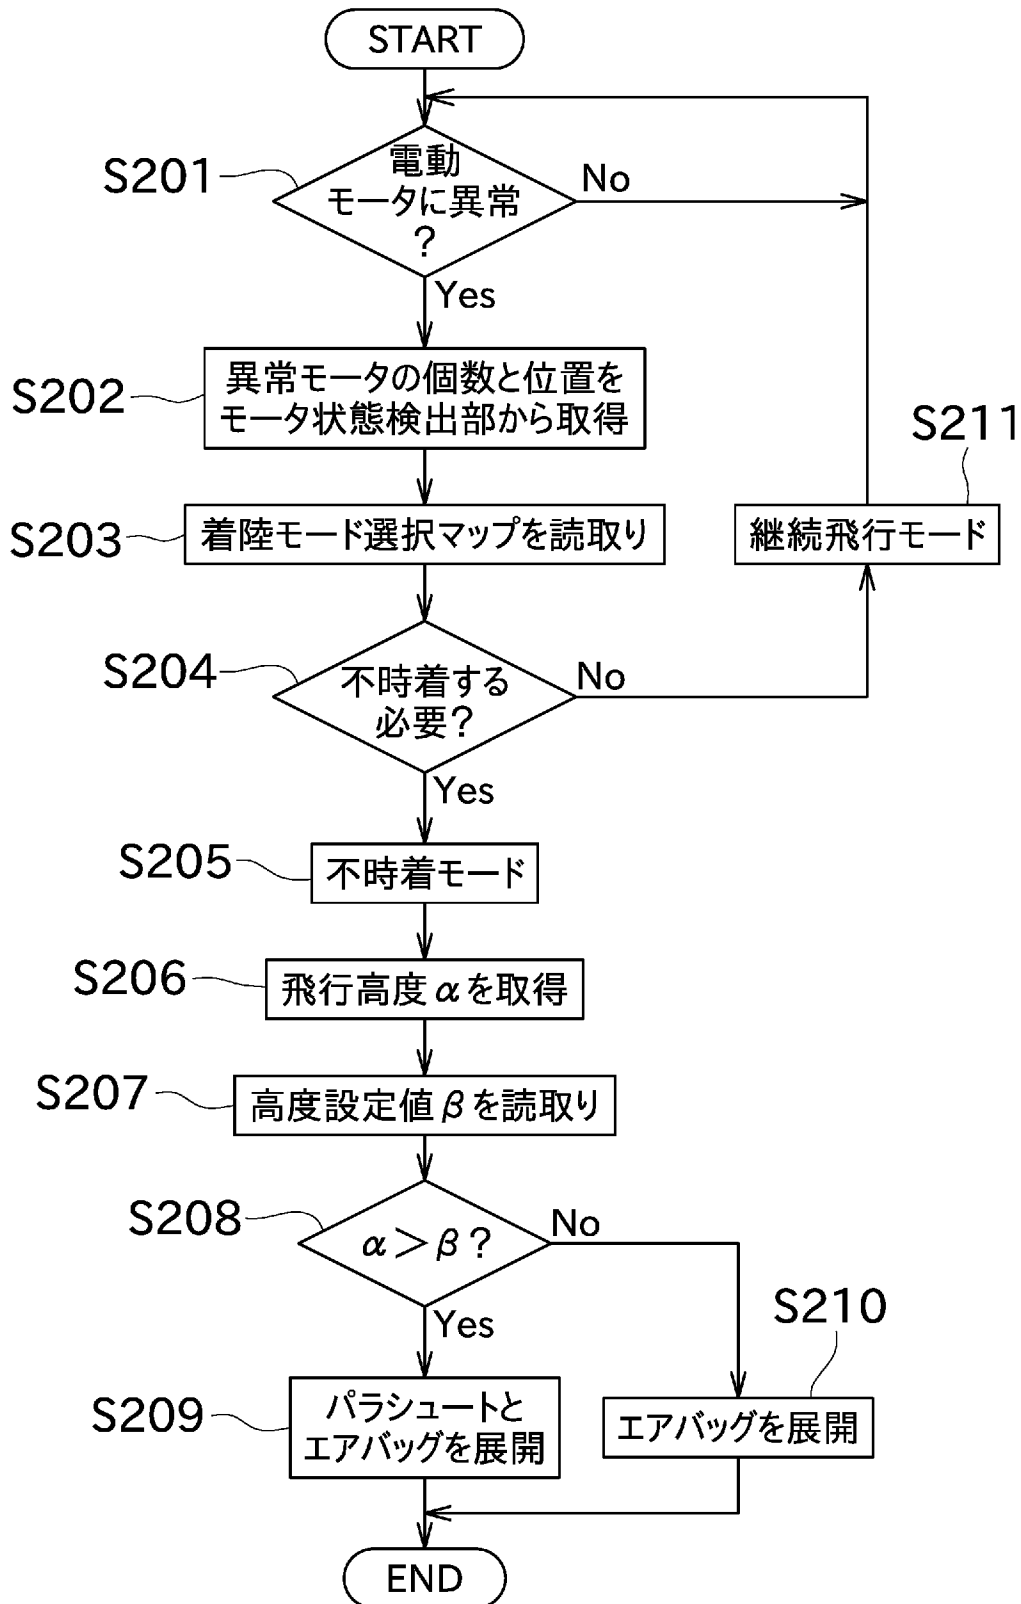 START
S201
電動
モータに異常
?
No
Yes
S202
異常モータの個数と位置を
モータ状態検出部から取得
S203
着陸モード選択マップを読取り
S211
継続飛行モード
S204
不時着する
必要?
No
Yes
S205
不時着モード
S206
飛行高度αを取得
S207
高度設定値βを読取り
S208
α＞β?
No
Yes
S209
パラシュートと
エアバッグを展開
S210
エアバッグを展開
END